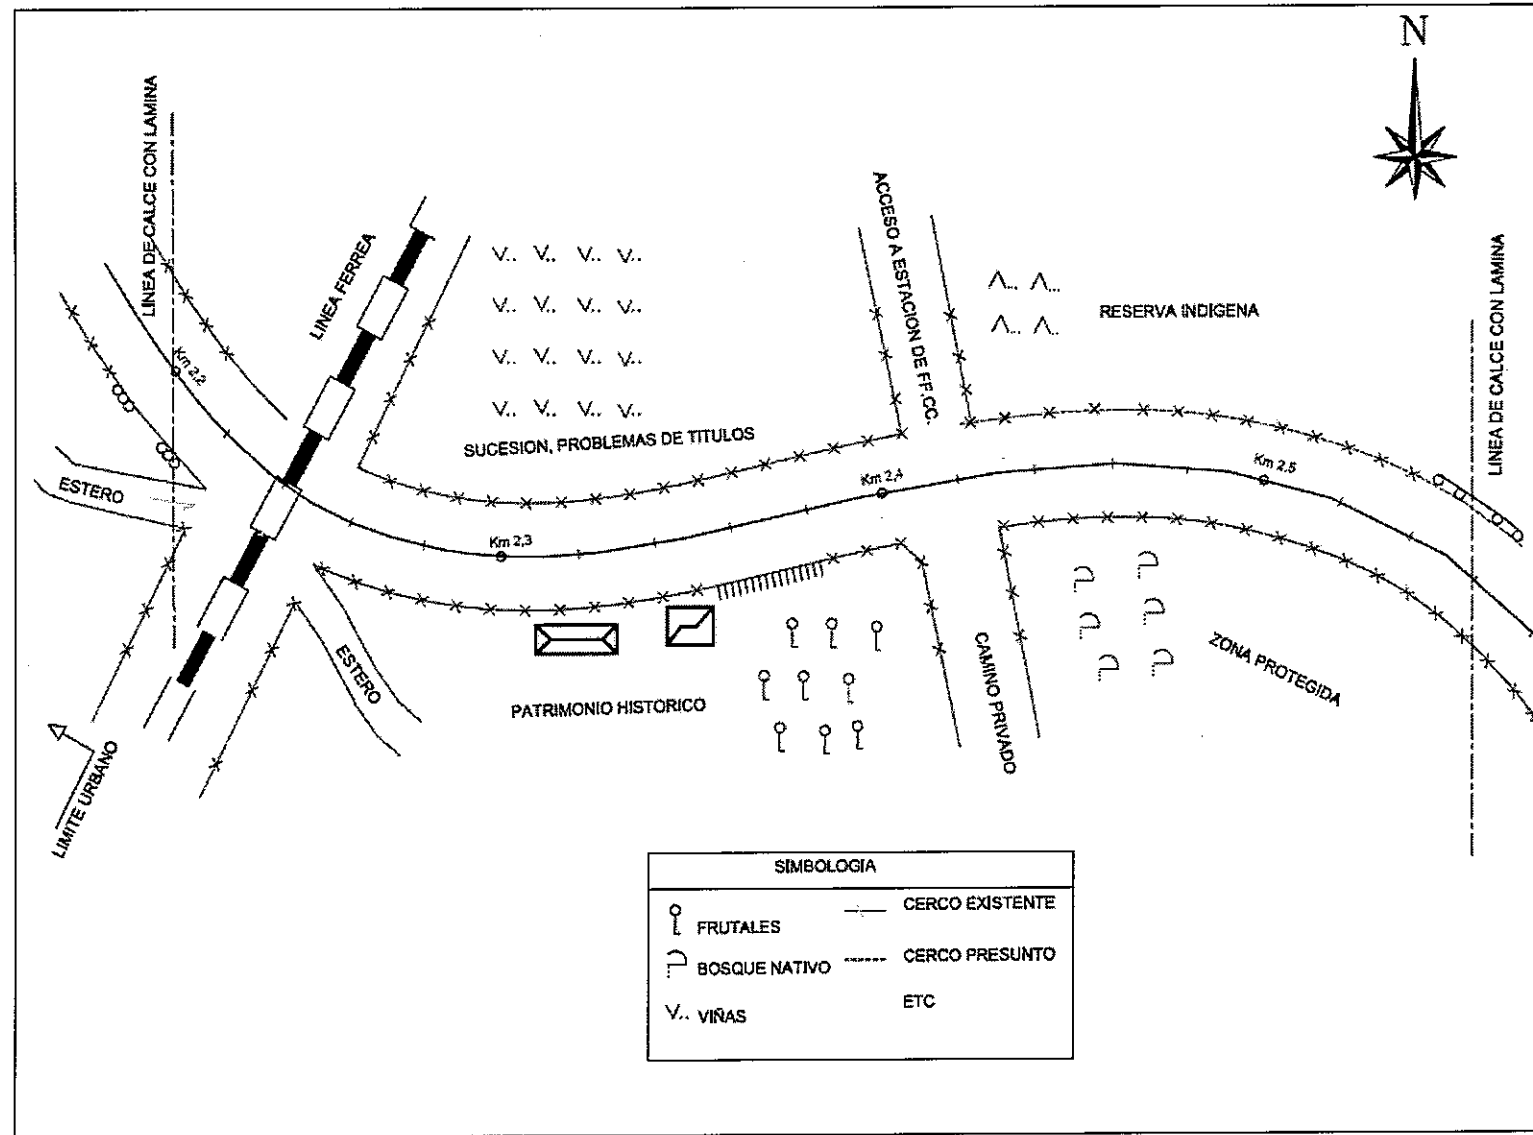 N
LINEA DE CALCE CON LAMINA
LINEA FERREA
ACCESO A ESTACION DE FF.CC.
RESERVA INDIGENA
LINEA DE CALCE CON LAMINA
Km 2,2
SUCESION, PROBLEMAS DE TITULOS
Km 2,4
Km 2,5
ESTERO
Km 2,3
ESTERO
PATRIMONIO HISTORICO
CAMINO PRIVADO
ZONA PROTEGIDA
LIMITE URBANO
SIMBOLOGIA
FRUTALES
CERCO EXISTENTE
BOSQUE NATIVO
CERCO PRESUNTO
VIÑAS
ETC